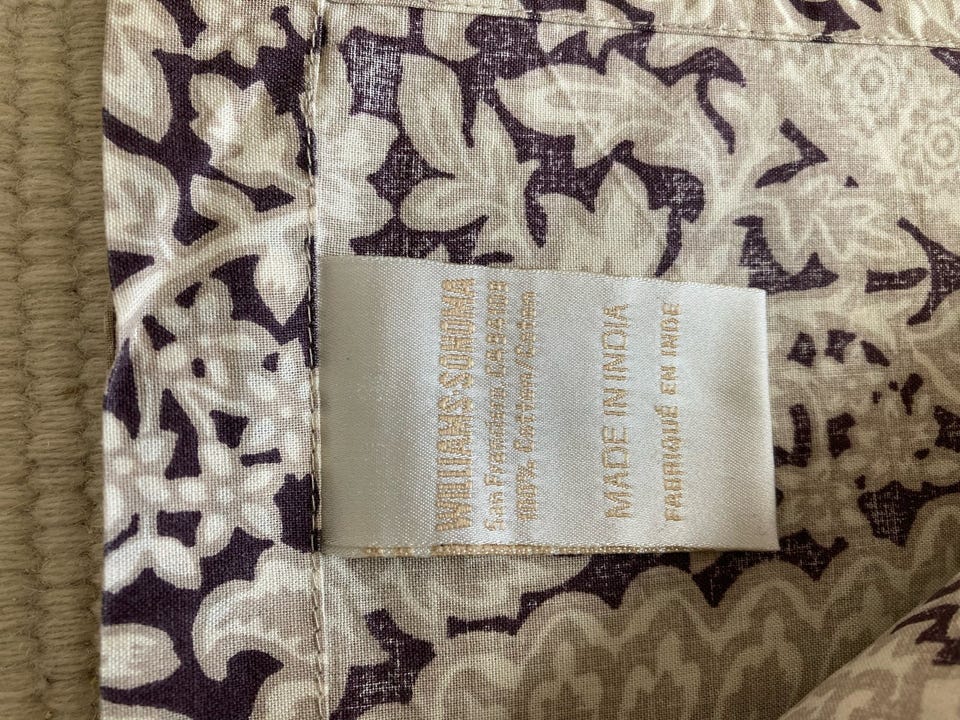 WILLIAMS-SONOMA
San Francisco, CA 94109
100% Cotton/Coton
MADE IN INDIA
FABRIQUÉ EN INDE